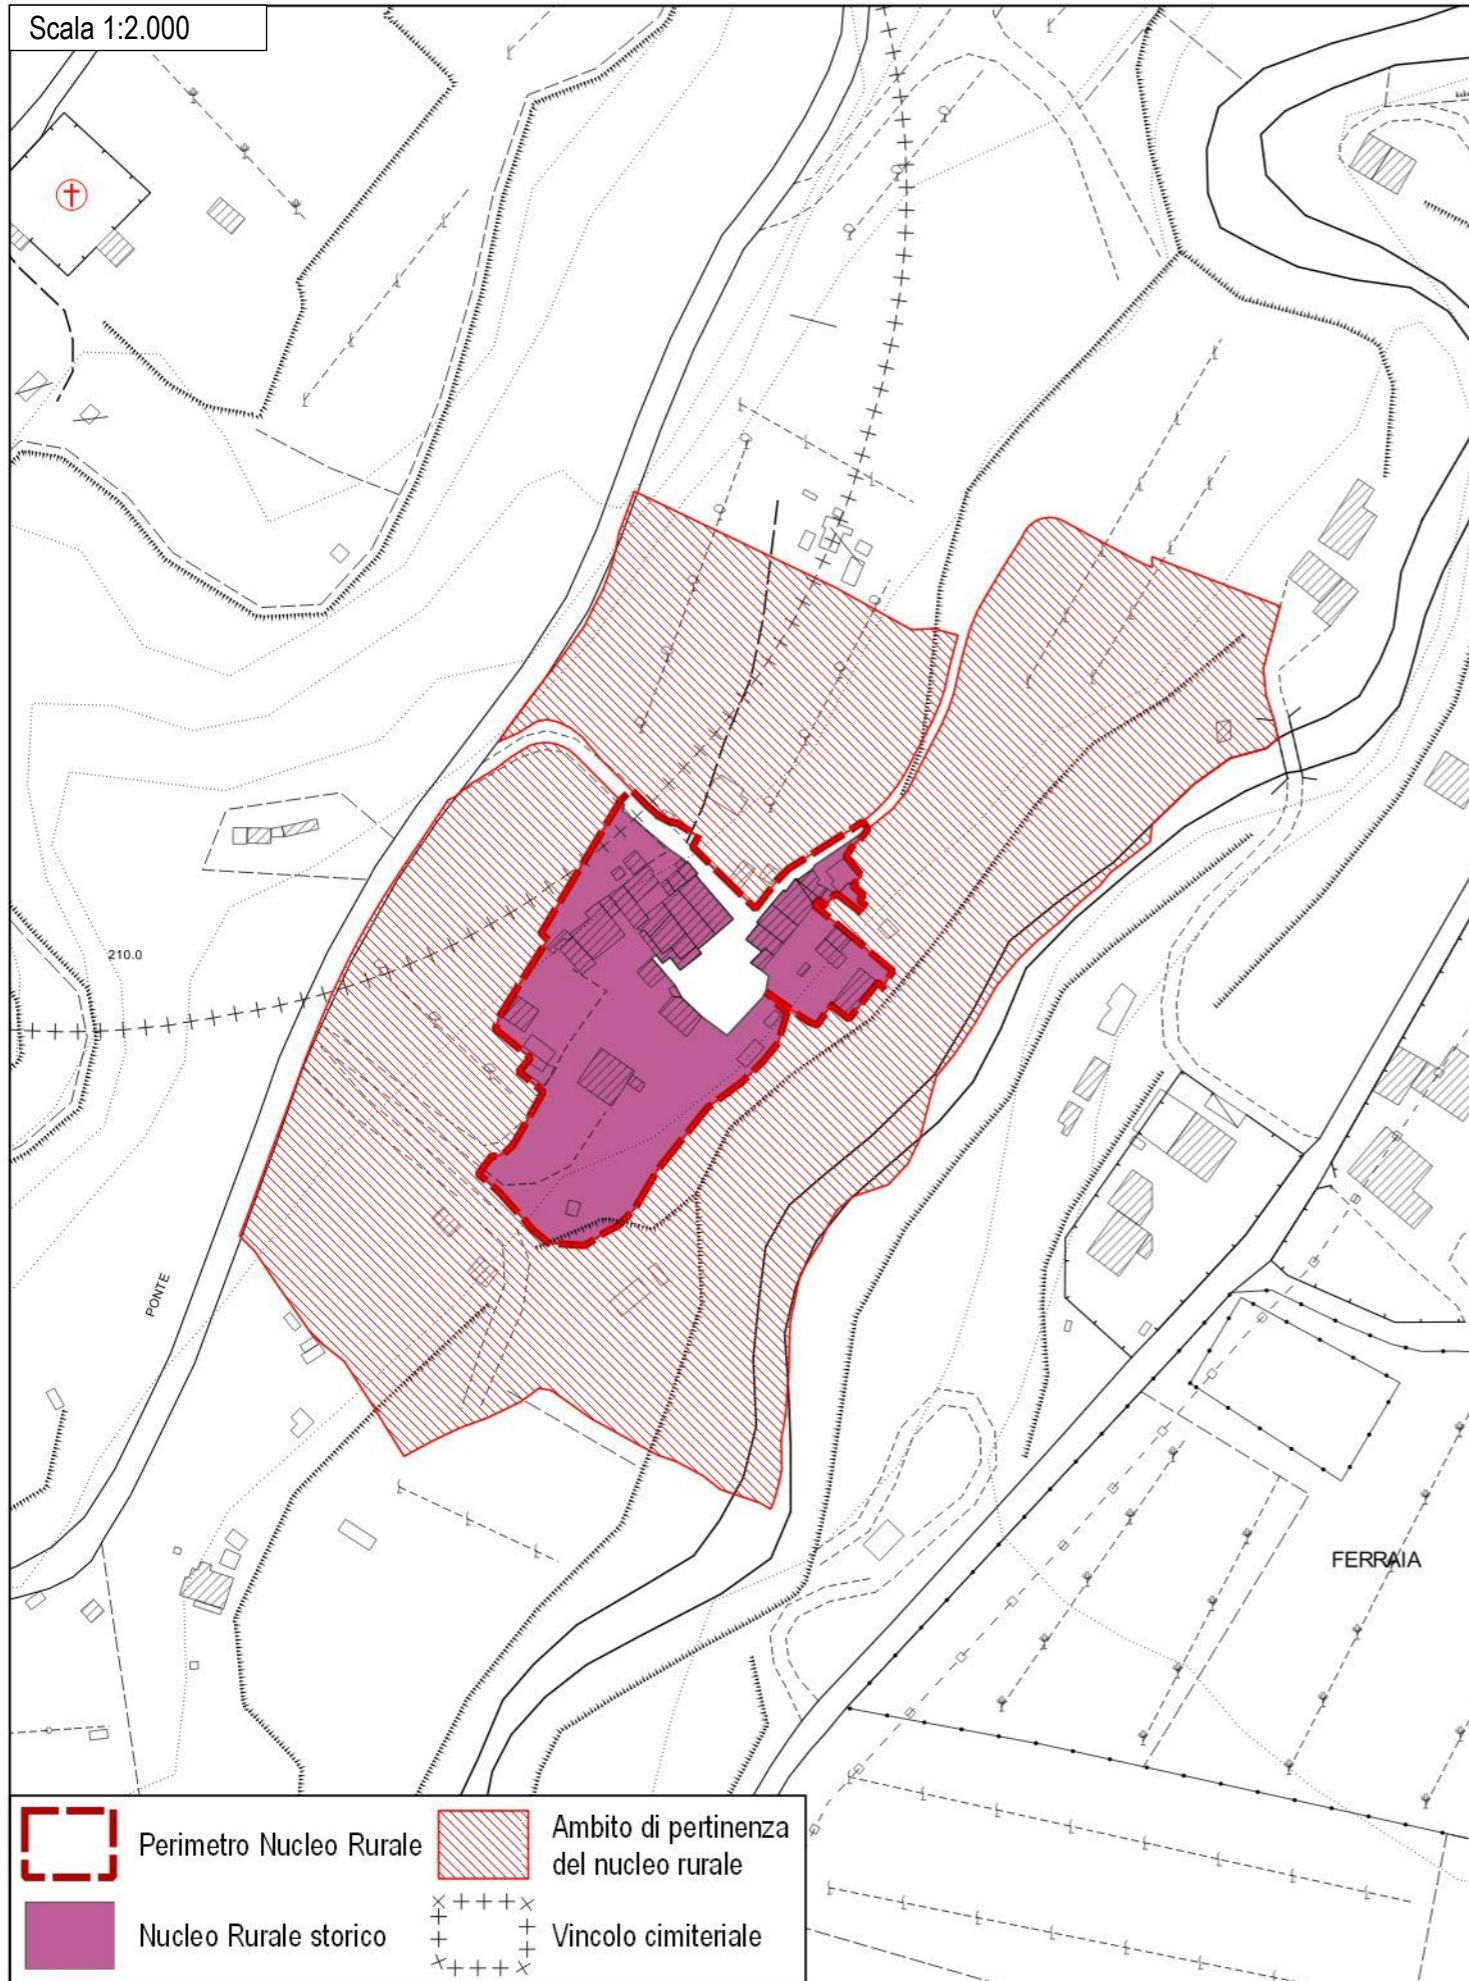 Scala 1:2.000
210.0
PONTE
FERRAIA
Perimetro Nucleo Rurale
Ambito di pertinenza
del nucleo rurale
Nucleo Rurale storico
Vincolo cimiteriale